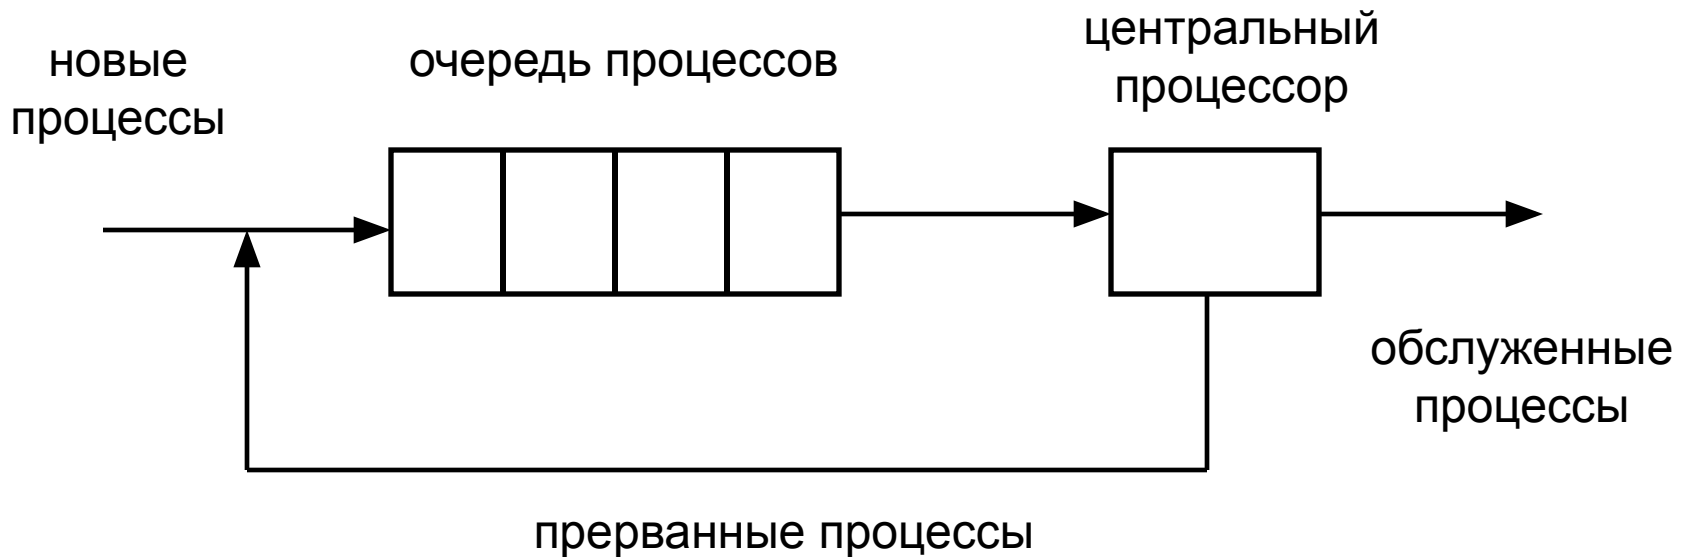 новые
процессы
очередь процессов
центральный
процессор
обслуженные
процессы
прерванные процессы